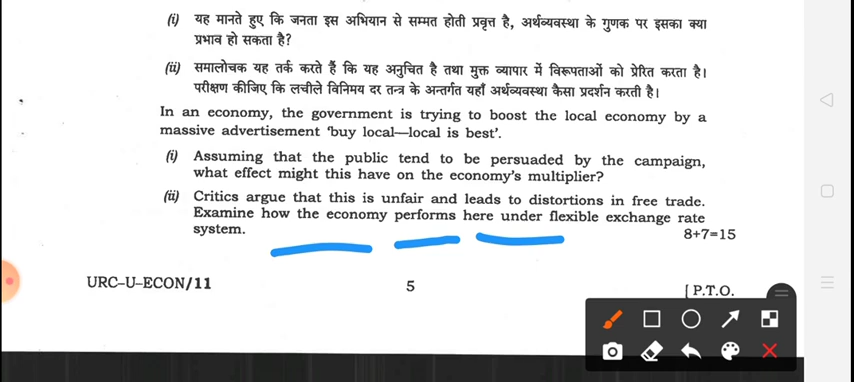 (i) यह मानते हुए कि जनता इस अभियान से सम्मत होती प्रवृत्त है, अर्थव्यवस्था के गुणक पर इसका क्या
प्रभाव हो सकता है?
(ii) समालोचक यह तर्क करते हैं कि यह अनुचित है तथा मुक्त व्यापार में विरूपताओं को प्रेरित करता है।
परीक्षण कीजिए कि लचीले विनिमय दर तन्त्र के अन्तर्गत यहाँ अर्थव्यवस्था कैसा प्रदर्शन करती है।
In an economy, the government is trying to boost the local economy by a
massive advertisement ‘buy local—local is best’.
(i) Assuming that the public tend to be persuaded by the campaign,
what effect might this have on the economy’s multiplier?
(ii) Critics argue that this is unfair and leads to distortions in free trade.
Examine how the economy performs here under flexible exchange rate
system.
8+7=15
URC–U–ECON/11
5
[ P.T.O.